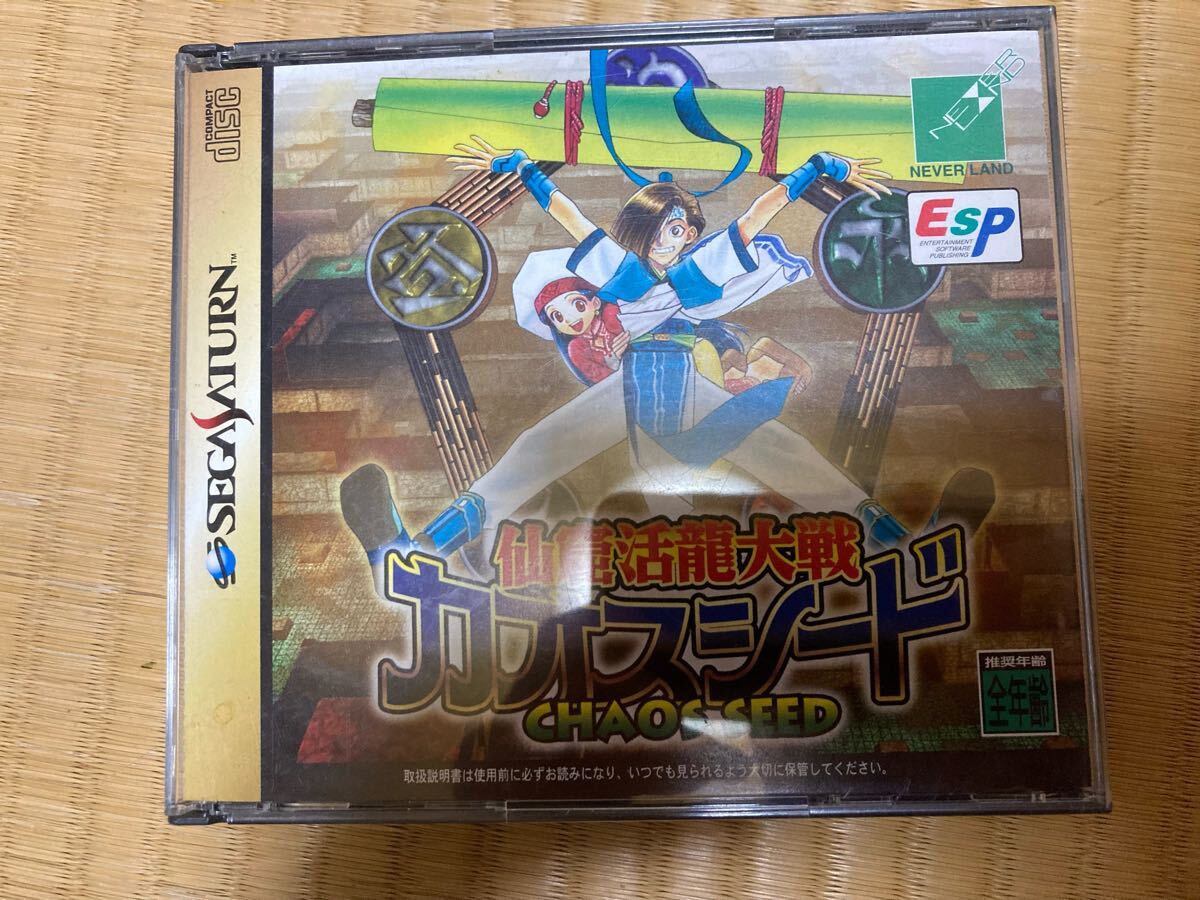 COMPACT
disc
SEGA SATURN™
NEVERLAND
NEVER/LAND
ESP
ENTERTAINMENT
SOFTWARE
PUBLISHING
仙窟活龍大戦
カオスシード
CHAOS SEED
推奨年齢
全年齢
取扱説明書は使用前に必ずお読みになり、いつでも見られるよう大切に保管してください。